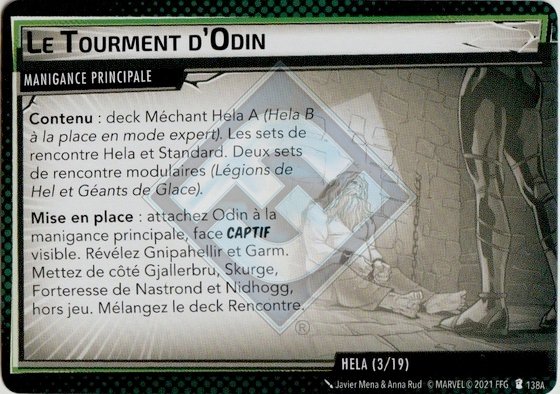 Le Tourment d'Odin
MANIGANCE PRINCIPALE
Contenu : deck Méchant Hela A (Hela B
à la place en mode expert). Les sets de
rencontre Hela et Standard. Deux sets
de rencontre modulaires (Légions de
Hel et Géants de Glace).
Mise en place : attachez Odin à la
manigance principale, face CAPTIF
visible. Révélez Gnipahellir et Garm.
Mettez de côté Gjallerbru, Skurge,
Forteresse de Nastrond et Nidhogg,
hors jeu. Mélangez le deck Rencontre.
HELA (3/19)
Javier Mena & Anna Rud © MARVEL © 2021 FFG 138A